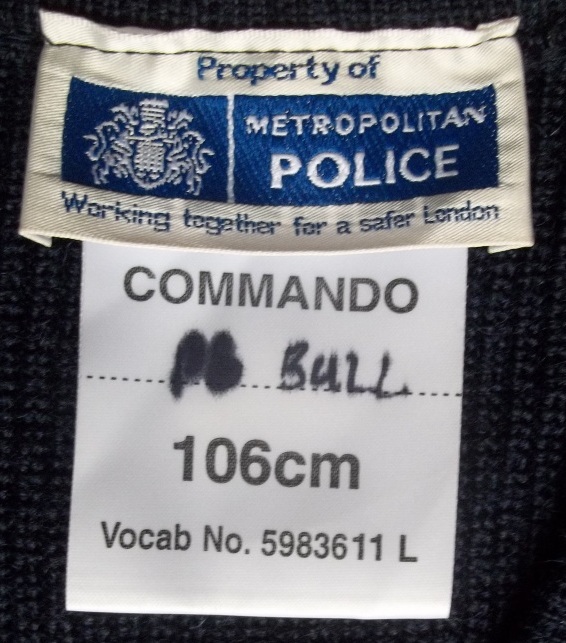 Property of
METROPOLITAN
POLICE
Working together for a safer London
COMMANDO
BULL
106cm
Vocab No. 5983611 L